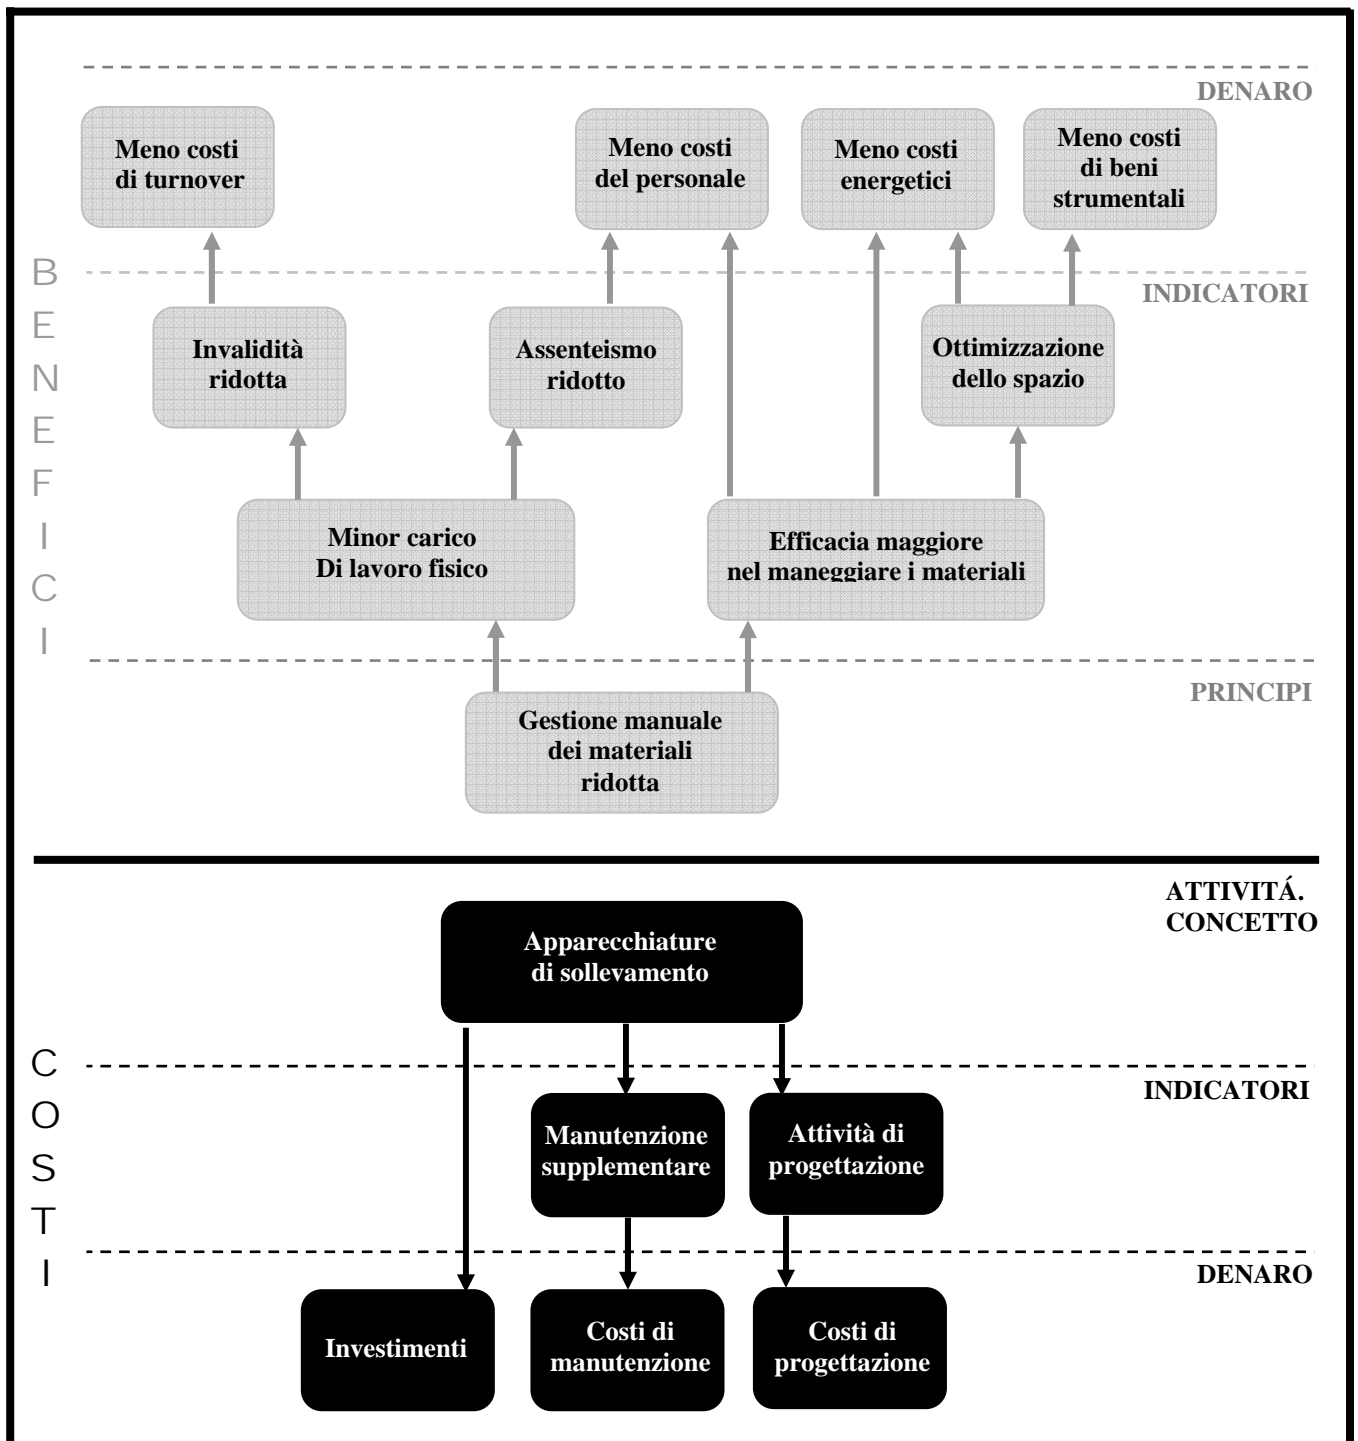 DENARO
Meno costi
di turnover
Meno costi
del personale
Meno costi
energetici
Meno costi
di beni
strumentali
BENEFICI
INDICATORI
Invalidità
ridotta
Assenteismo
ridotto
Ottimizzazione
dello spazio
Minor carico
Di lavoro fisico
Efficacia maggiore
nel maneggiare i materiali
PRINCIPI
Gestione manuale
dei materiali
ridotta
ATTIVITÁ.
CONCETTO
Apparecchiature
di sollevamento
COSTI
INDICATORI
Manutenzione
supplementare
Attività di
progettazione
DENARO
Investimenti
Costi di
manutenzione
Costi di
progettazione